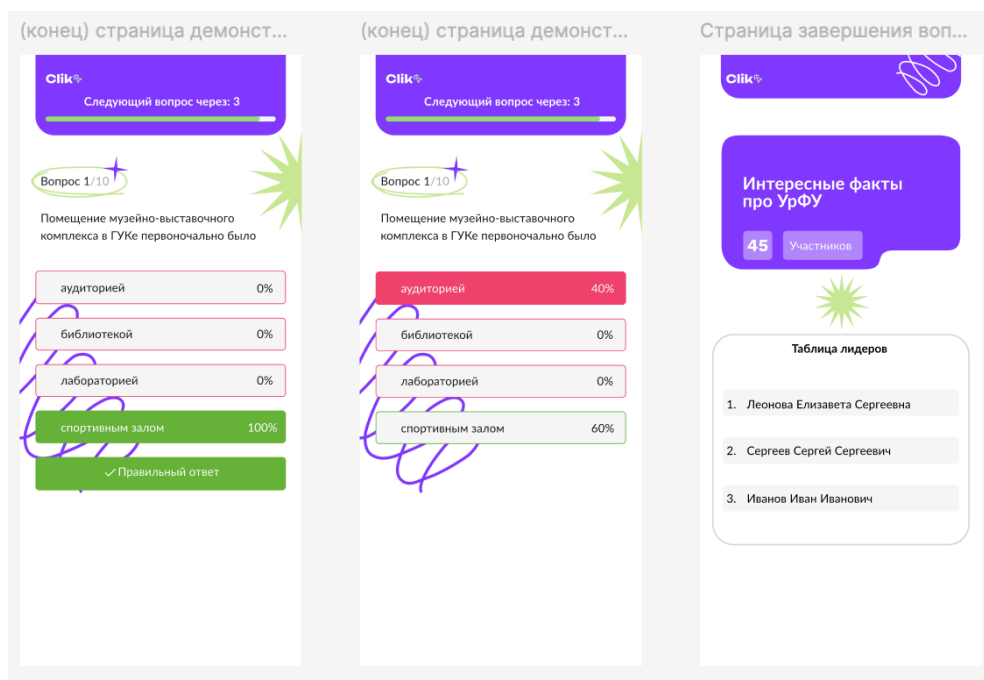 (конец) страница демонст...
Clik
Следующий вопрос через: 3
Вопрос 1/10
Помещение музейно-выставочного
комплекса в ГУКе первоночально было
аудиторией 0%
библиотекой 0%
лабораторией 0%
спортивным залом 100%
Правильный ответ
(конец) страница демонст...
Clik
Следующий вопрос через: 3
Вопрос 1/10
Помещение музейно-выставочного
комплекса в ГУКе первоночально было
аудиторией 40%
библиотекой 0%
лабораторией 0%
спортивным залом 60%
Страница завершения воп...
Clik
Интересные факты
про УрФУ
45 Участников
Таблица лидеров
1. Леонова Елизавета Сергеевна
2. Сергеев Сергей Сергеевич
3. Иванов Иван Иванович